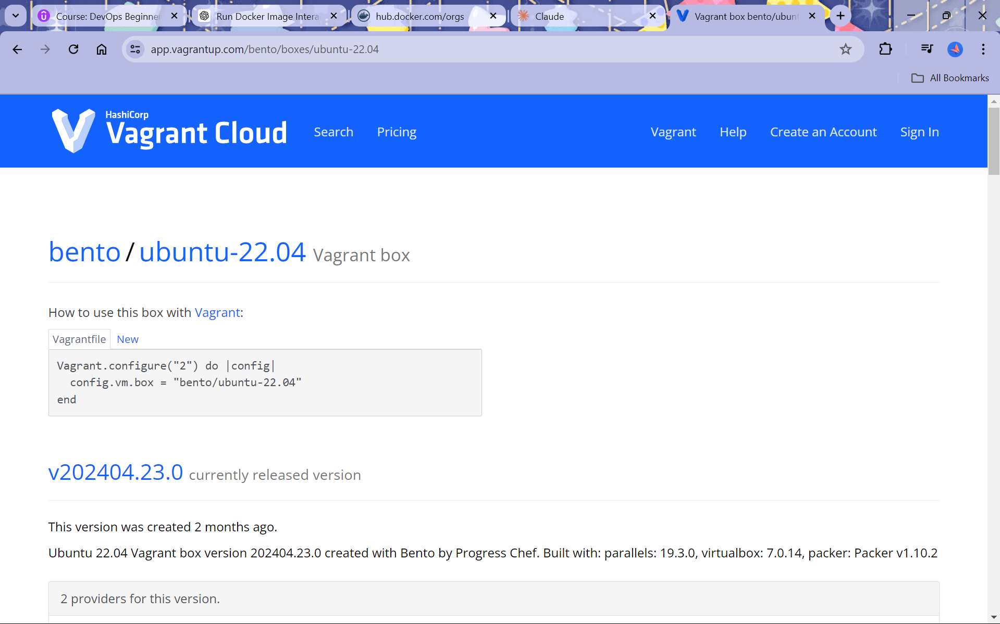 Course: DevOps Beginner
Run Docker Image Intera
hub.docker.com/orgs
Claude
Vagrant box bento/ubunt
app.vagrantup.com/bento/boxes/ubuntu-22.04
All Bookmarks
HashiCorp
Vagrant Cloud
Search
Pricing
Vagrant
Help
Create an Account
Sign In
bento / ubuntu-22.04 Vagrant box
How to use this box with Vagrant:
Vagrantfile
New
Vagrant.configure("2") do |config|
  config.vm.box = "bento/ubuntu-22.04"
end
v202404.23.0 currently released version
This version was created 2 months ago.
Ubuntu 22.04 Vagrant box version 202404.23.0 created with Bento by Progress Chef. Built with: parallels: 19.3.0, virtualbox: 7.0.14, packer: Packer v1.10.2
2 providers for this version.